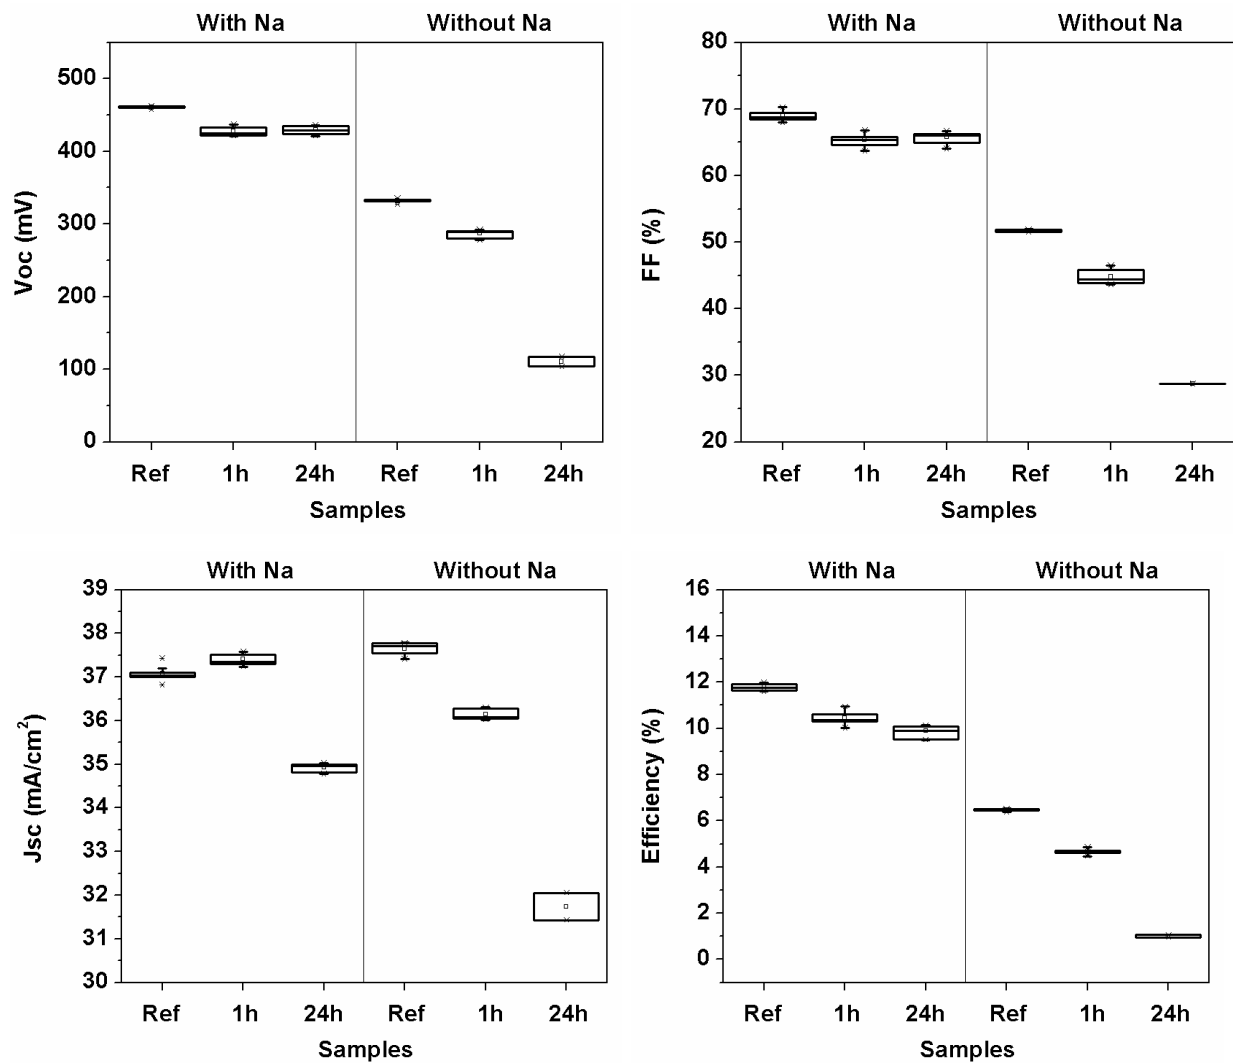 With Na Without Na
Voc (mV)
500
400
300
200
100
0
Ref 1h 24h Ref 1h 24h
Samples
With Na Without Na
FF (%)
80
70
60
50
40
30
20
Ref 1h 24h Ref 1h 24h
Samples
With Na Without Na
Jsc (mA/cm²)
39
38
37
36
35
34
33
32
31
30
Ref 1h 24h Ref 1h 24h
Samples
With Na Without Na
Efficiency (%)
16
14
12
10
8
6
4
2
0
Ref 1h 24h Ref 1h 24h
Samples